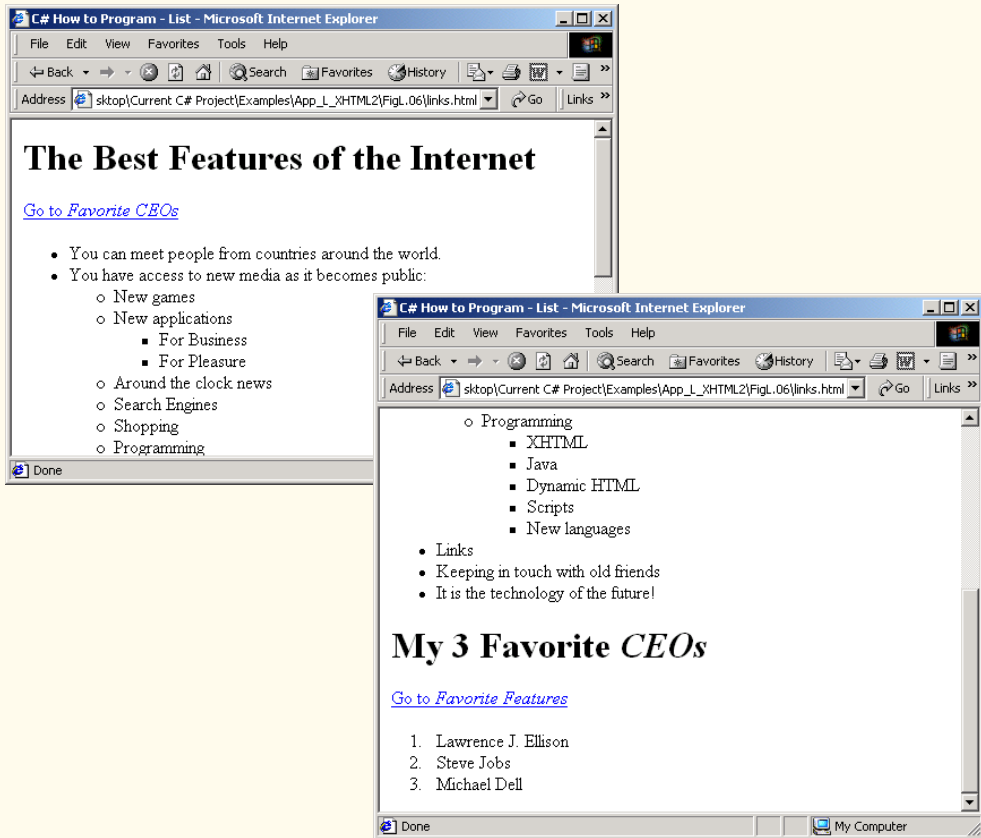 C# How to Program - List - Microsoft Internet Explorer
File Edit View Favorites Tools Help
Back Search Favorites History »
Address sktop\Current C# Project\Examples\App_L_XHTML2\FigL.06\links.html Go Links »
The Best Features of the Internet
Go to Favorite CEOs
• You can meet people from countries around the world.
• You have access to new media as it becomes public:
o New games
o New applications
▪ For Business
▪ For Pleasure
o Around the clock news
o Search Engines
o Shopping
o Programming
Done
C# How to Program - List - Microsoft Internet Explorer
File Edit View Favorites Tools Help
Back Search Favorites History »
Address sktop\Current C# Project\Examples\App_L_XHTML2\FigL.06\links.html Go Links »
o Programming
▪ XHTML
▪ Java
▪ Dynamic HTML
▪ Scripts
▪ New languages
• Links
• Keeping in touch with old friends
• It is the technology of the future!
My 3 Favorite CEOs
Go to Favorite Features
1. Lawrence J. Ellison
2. Steve Jobs
3. Michael Dell
Done My Computer